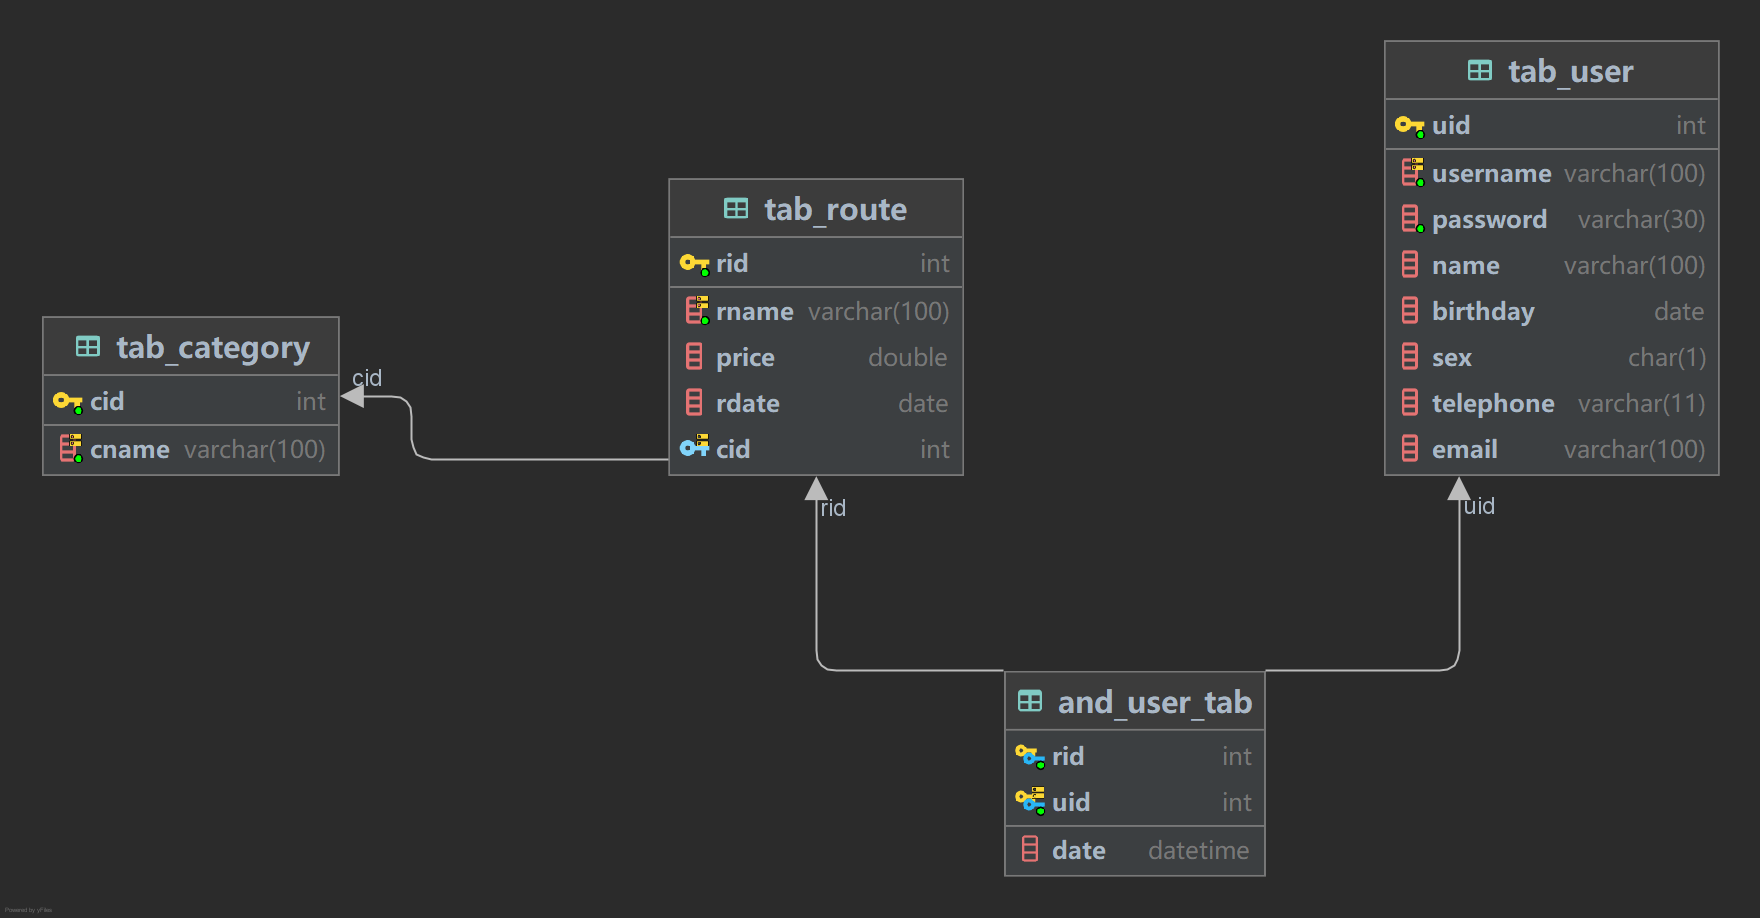 tab_user
uid int
username varchar(100)
password varchar(30)
name varchar(100)
birthday date
sex char(1)
telephone varchar(11)
email varchar(100)
tab_route
rid int
rname varchar(100)
price double
rdate date
cid int
tab_category
cid int
cname varchar(100)
cid
rid
uid
and_user_tab
rid int
uid int
date datetime
Powered by yFiles